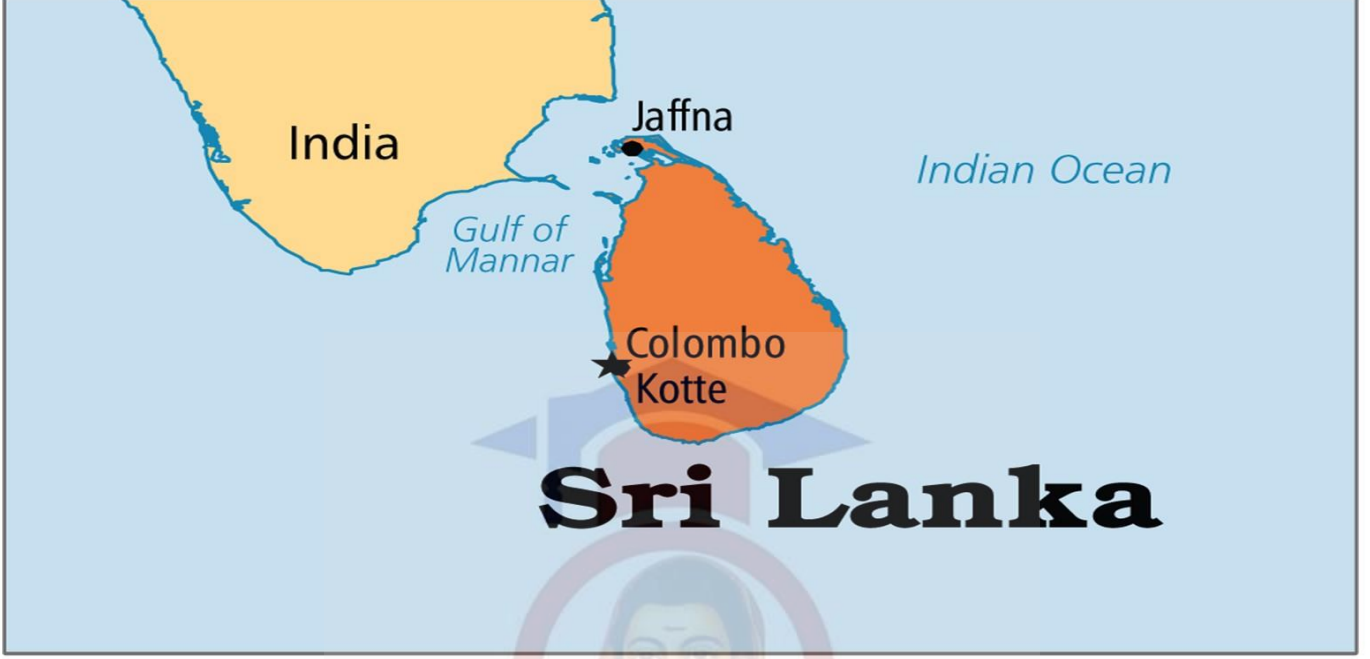 Jaffna
India
Indian Ocean
Gulf of
Mannar
Colombo
Kotte
Sri Lanka